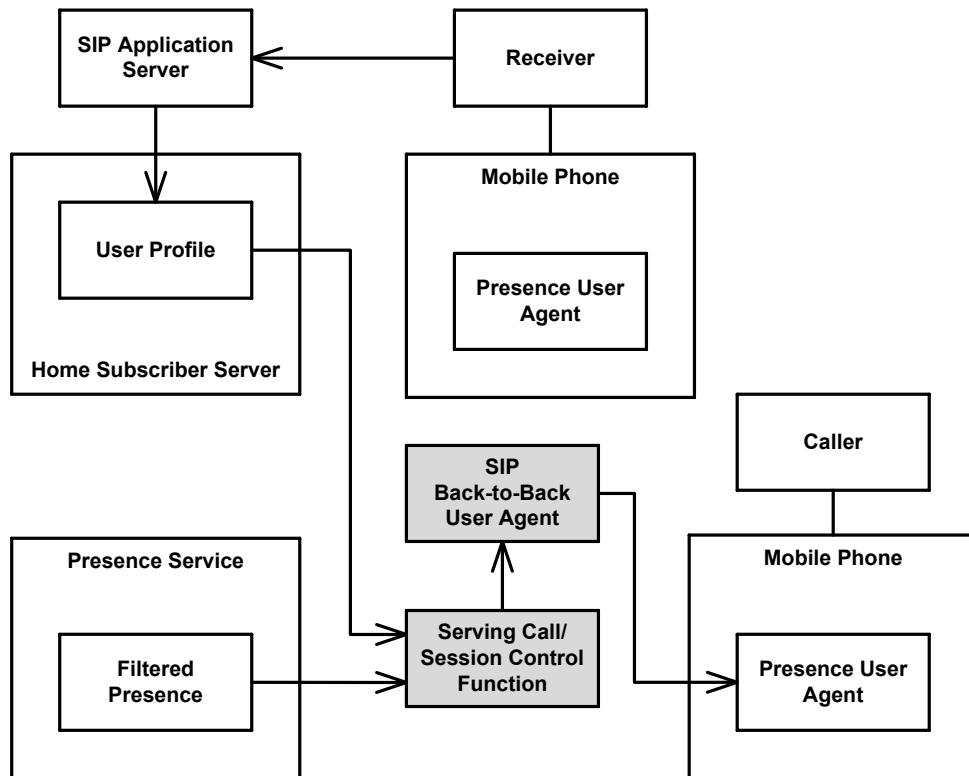 SIP Application
Server
Receiver
Mobile Phone
User Profile
Presence User
Agent
Home Subscriber Server
Caller
SIP
Back-to-Back
User Agent
Presence Service
Mobile Phone
Serving Call/
Session Control
Function
Filtered
Presence
Presence User
Agent